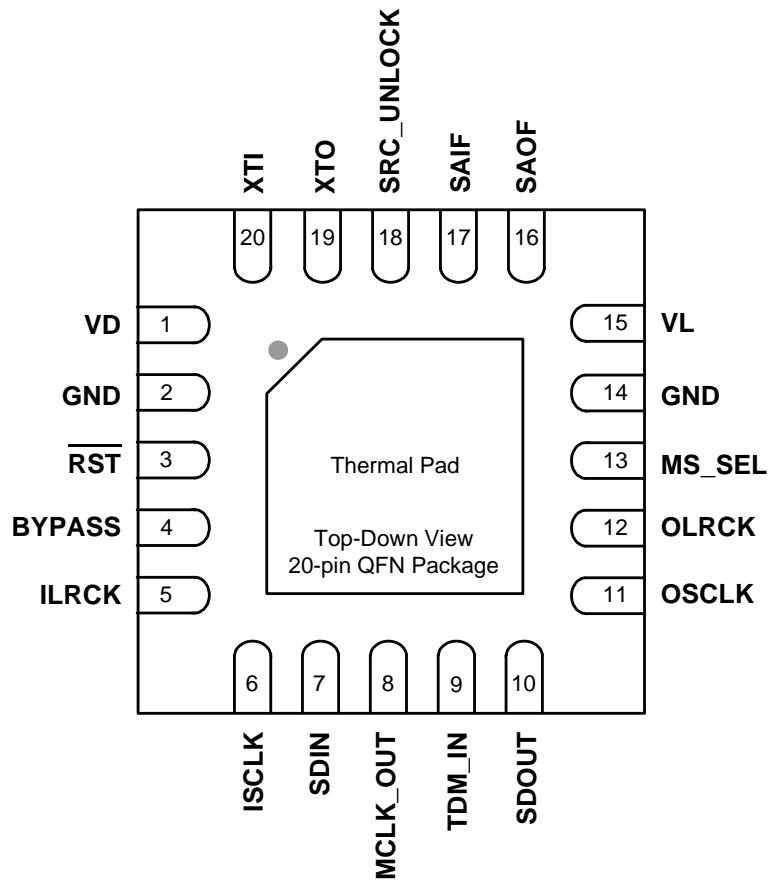 XTI
XTO
SRC_UNLOCK
SAIF
SAOF
20
19
18
17
16
VD 1
15 VL
GND 2
14 GND
RST 3
13 MS_SEL
BYPASS 4
12 OLRCK
ILRCK 5
11 OSCLK
Thermal Pad
Top-Down View
20-pin QFN Package
6
7
8
9
10
ISCLK
SDIN
MCLK_OUT
TDM_IN
SDOUT